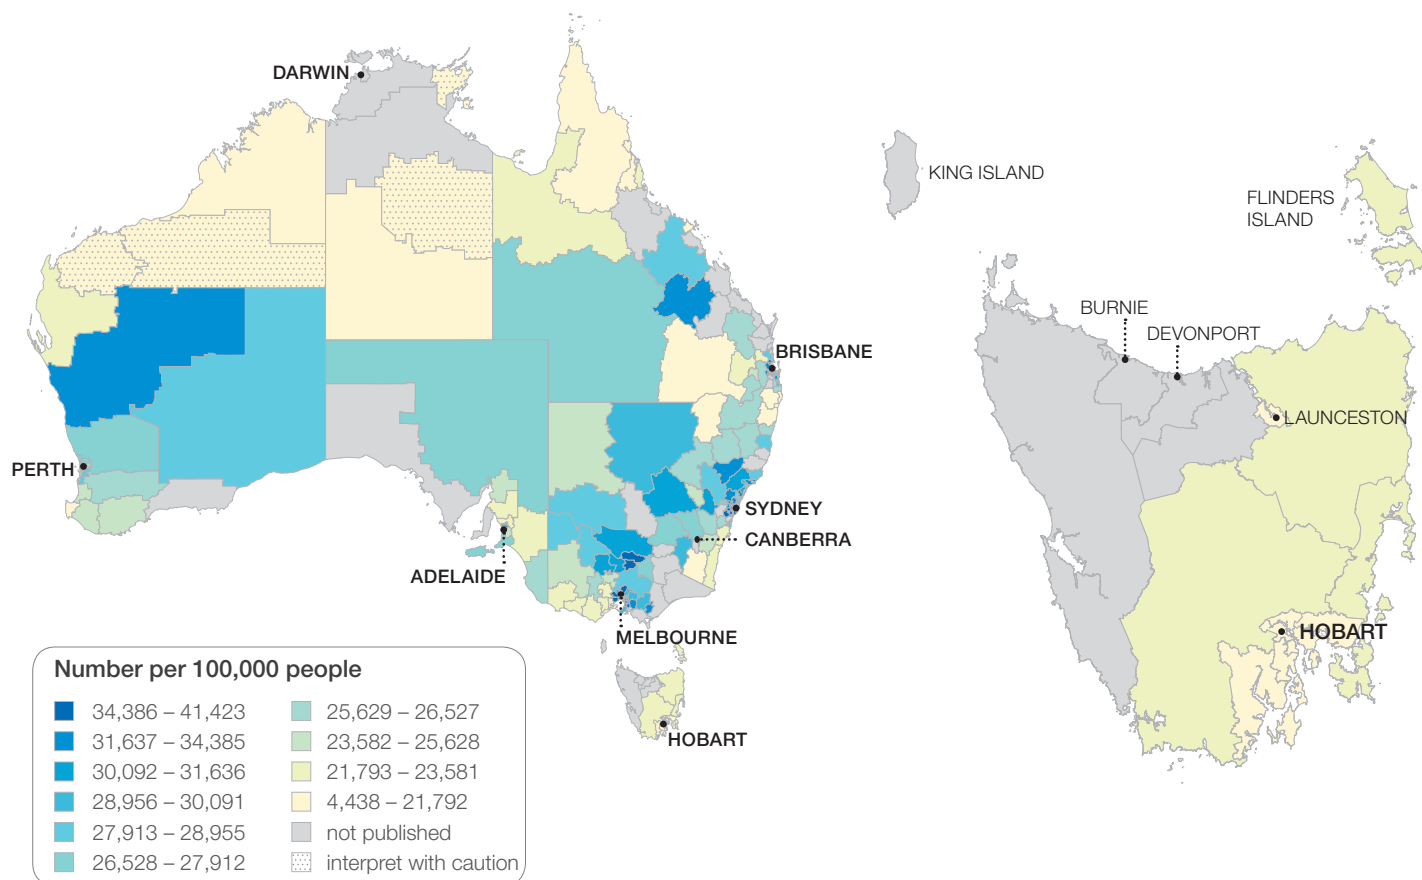 DARWIN
KING ISLAND
FLINDERS
ISLAND
BURNIE
DEVONPORT
BRISBANE
LAUNCESTON
PERTH
SYDNEY
CANBERRA
ADELAIDE
MELBOURNE
HOBART
HOBART
Number per 100,000 people
34,386 – 41,423
31,637 – 34,385
30,092 – 31,636
28,956 – 30,091
27,913 – 28,955
26,528 – 27,912
25,629 – 26,527
23,582 – 25,628
21,793 – 23,581
4,438 – 21,792
not published
interpret with caution